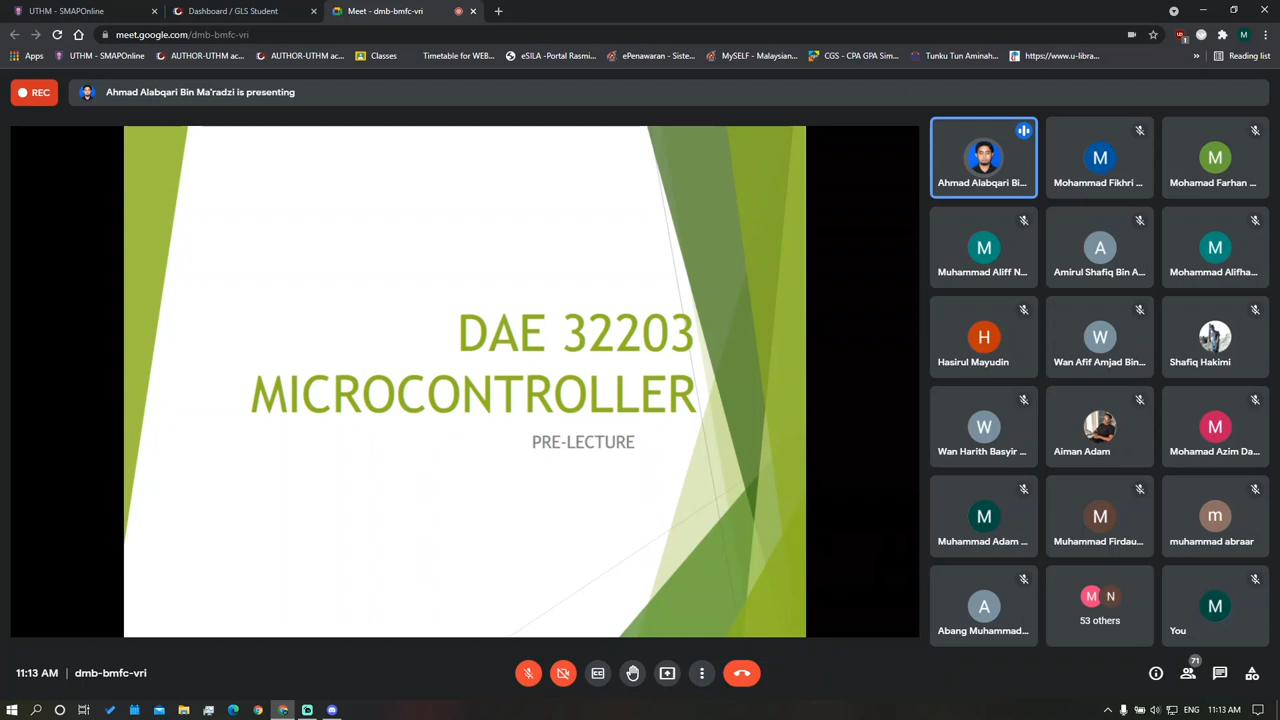 UTHM - SMAPOnline
Dashboard / GLS Student
Meet - dmb-bmfc-vri
meet.google.com/dmb-bmfc-vri
M
Apps
UTHM - SMAPOnline
AUTHOR-UTHM ac...
AUTHOR-UTHM ac...
Classes
Timetable for WEB...
eSILA - Portal Rasmi...
ePenawaran - Siste...
MySELF - Malaysian...
CGS - CPA GPA Sim...
Tunku Tun Aminah...
https://www.u-libra...
»
Reading list
REC
Ahmad Alabqari Bin Ma'radzi is presenting
DAE 32203
MICROCONTROLLER
PRE-LECTURE
Ahmad Alabqari Bi...
M
Mohammad Fikhri ...
M
Mohamad Farhan ...
M
Muhammad Aliff N...
A
Amirul Shafiq Bin A...
M
Mohammad Alifha...
H
Hasirul Mayudin
W
Wan Afif Amjad Bin...
Shafiq Hakimi
W
Wan Harith Basyir ...
Aiman Adam
M
Mohamad Azim Da...
M
Muhammad Adam ...
M
Muhammad Firdau...
m
muhammad abraar
A
Abang Muhammad...
M N
53 others
M
You
11:13 AM | dmb-bmfc-vri
71
ENG 11:13 AM